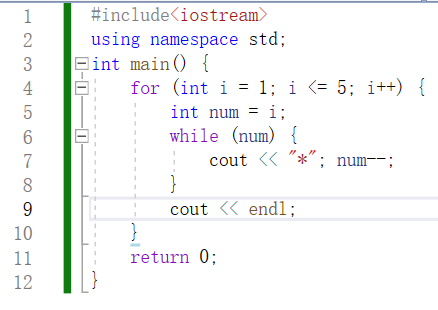 1 #include<iostream>
2 using namespace std;
3 int main() {
4 for (int i = 1; i <= 5; i++) {
5 int num = i;
6 while (num) {
7 cout << "*"; num--;
8 }
9 cout << endl;
10 }
11 return 0;
12 }